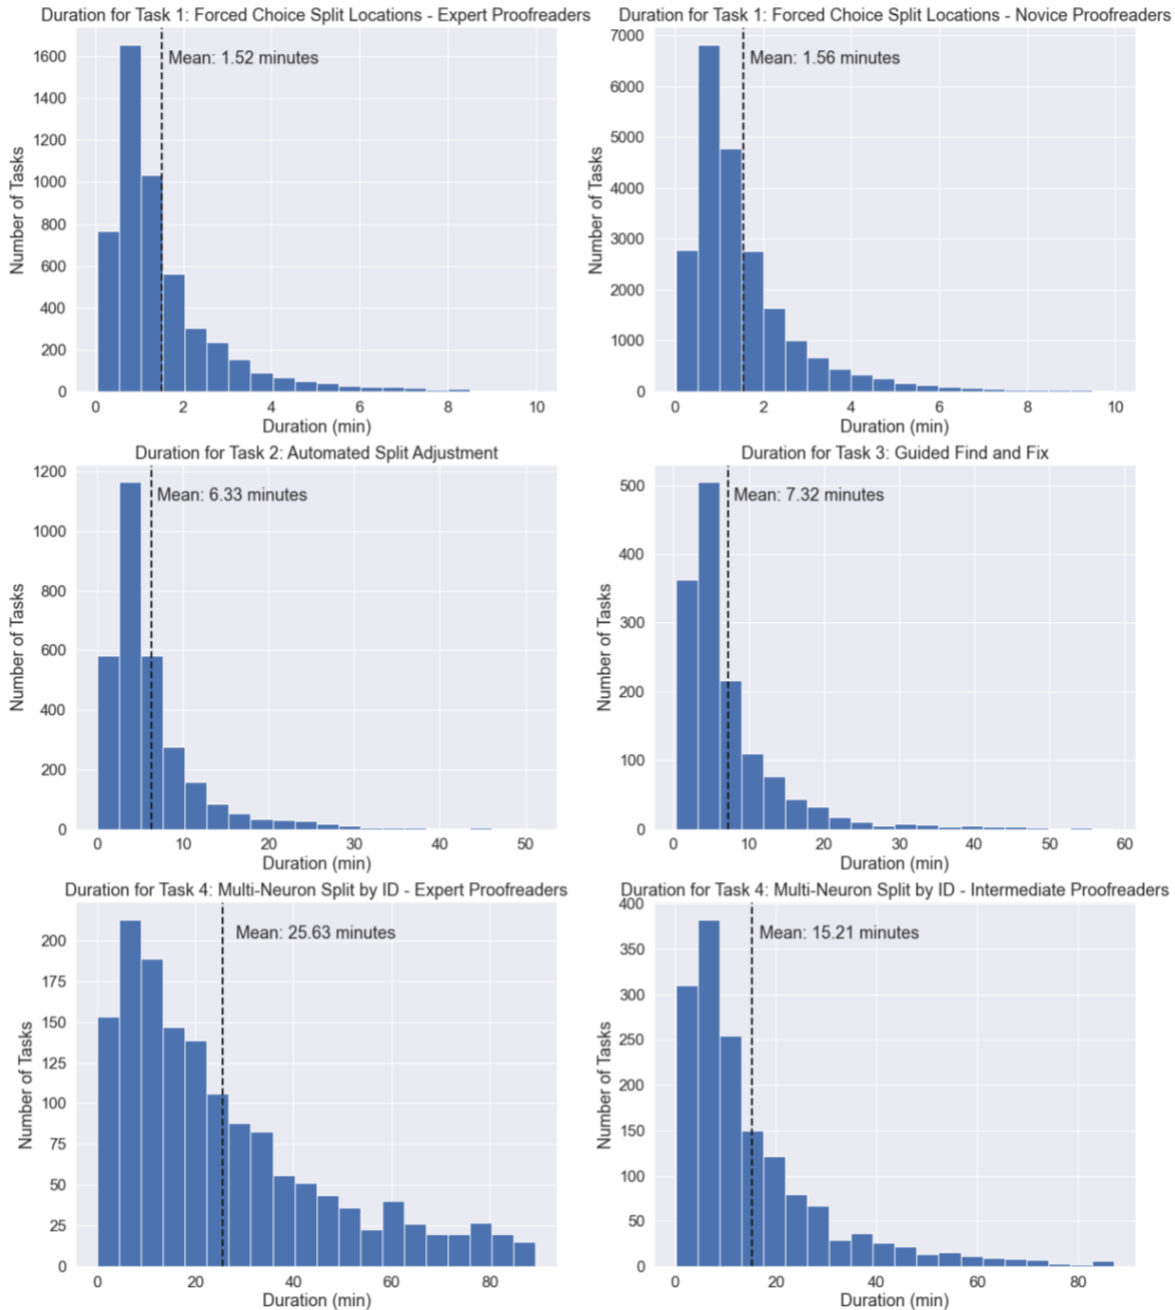 Duration for Task 1: Forced Choice Split Locations - Expert Proofreaders
Mean: 1.52 minutes
Number of Tasks
1600
1400
1200
1000
800
600
400
200
0
0 2 4 6 8 10
Duration (min)
Duration for Task 1: Forced Choice Split Locations - Novice Proofreaders
Mean: 1.56 minutes
Number of Tasks
7000
6000
5000
4000
3000
2000
1000
0
0 2 4 6 8 10
Duration (min)
Duration for Task 2: Automated Split Adjustment
Mean: 6.33 minutes
Number of Tasks
1200
1000
800
600
400
200
0
0 10 20 30 40 50
Duration (min)
Duration for Task 3: Guided Find and Fix
Mean: 7.32 minutes
Number of Tasks
500
400
300
200
100
0
0 10 20 30 40 50 60
Duration (min)
Duration for Task 4: Multi-Neuron Split by ID - Expert Proofreaders
Mean: 25.63 minutes
Number of Tasks
200
175
150
125
100
75
50
25
0
0 20 40 60 80
Duration (min)
Duration for Task 4: Multi-Neuron Split by ID - Intermediate Proofreaders
Mean: 15.21 minutes
Number of Tasks
400
350
300
250
200
150
100
50
0
0 20 40 60 80
Duration (min)